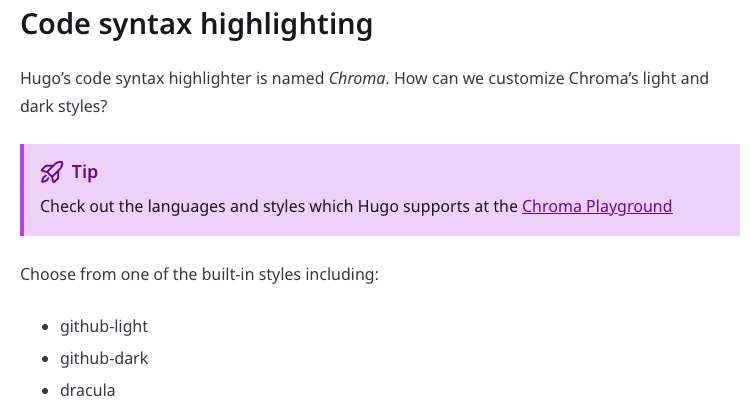 Code syntax highlighting
Hugo’s code syntax highlighter is named Chroma. How can we customize Chroma’s light and
dark styles?
Tip
Check out the languages and styles which Hugo supports at the Chroma Playground
Choose from one of the built-in styles including:
• github-light
• github-dark
• dracula